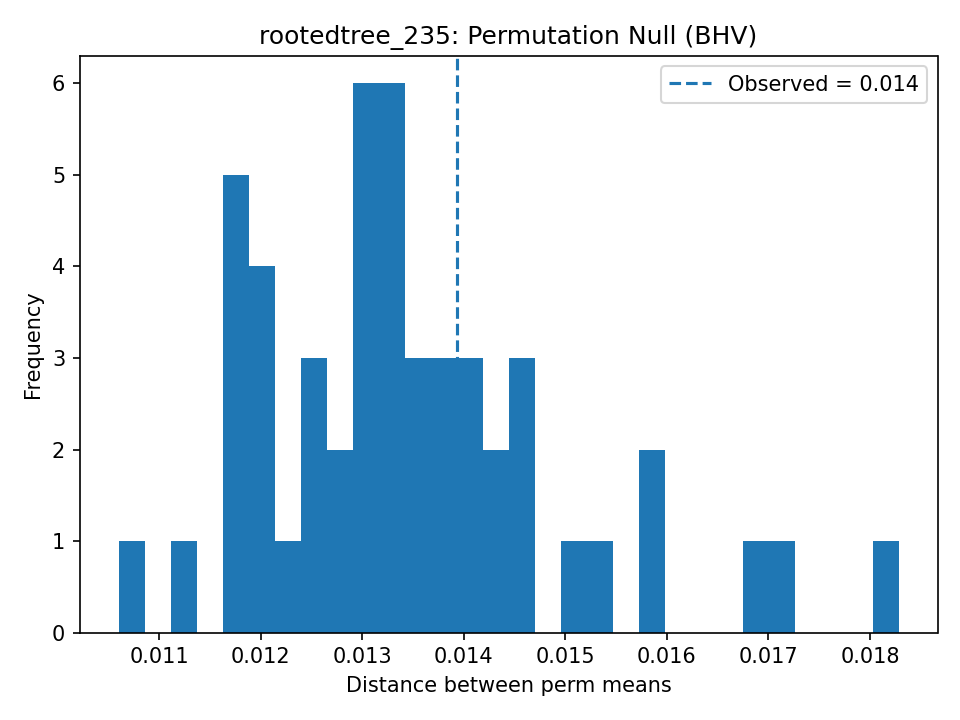 rootedtree_235: Permutation Null (BHV)
Observed = 0.014
6
5
4
3
2
1
0
Frequency
0.011 0.012 0.013 0.014 0.015 0.016 0.017 0.018
Distance between perm means